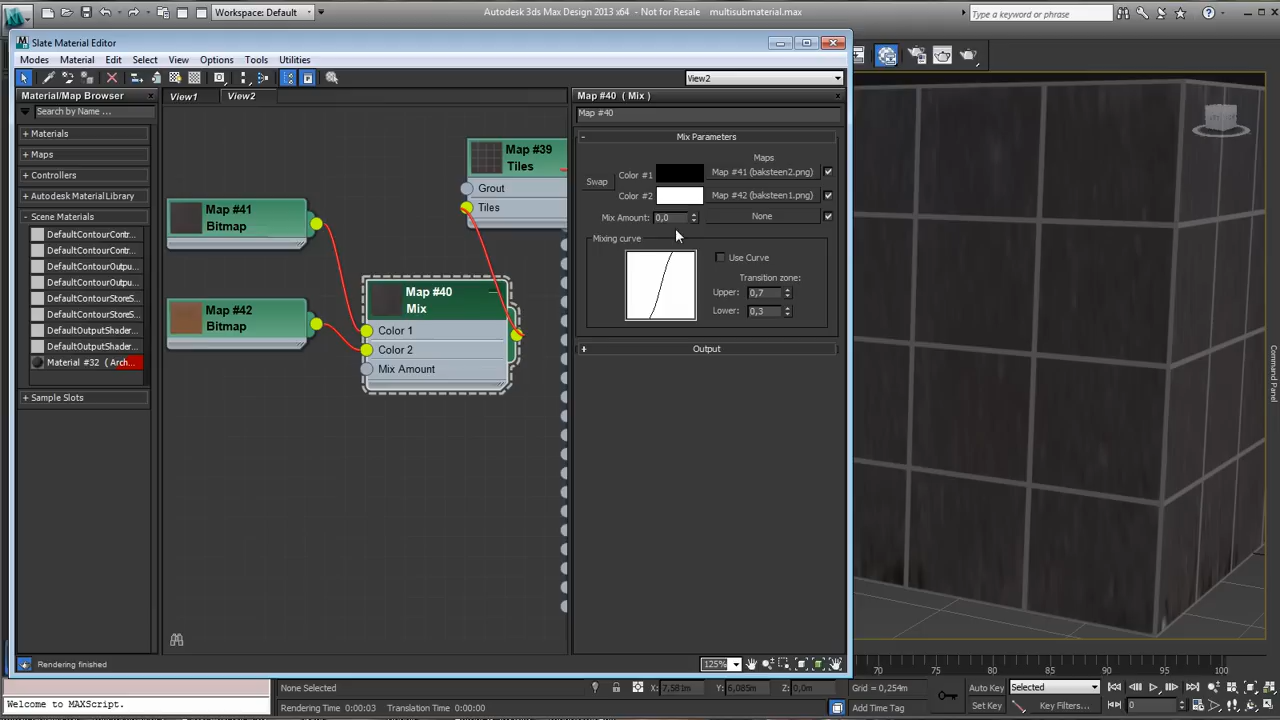 Workspace: Default
Autodesk 3ds Max Design 2013 x64 - Not for Resale multisubmaterial.max
Type a keyword or phrase
Slate Material Editor
Modes Material Edit Select View Options Tools Utilities
View2
Material/Map Browser
Search by Name ...
+ Materials
+ Maps
+ Controllers
+ Autodesk Material Library
- Scene Materials
DefaultContourContr...
DefaultContourContr...
DefaultContourOutpu...
DefaultContourOutpu...
DefaultContourStoreS...
DefaultContourStoreS...
DefaultOutputShader...
DefaultOutputShader...
Material #32 ( Arch...
+ Sample Slots
View1 View2
Map #39
Tiles
Grout
Tiles
Map #41
Bitmap
Map #42
Bitmap
Map #40
Mix
Color 1
Color 2
Mix Amount
Map #40 ( Mix )
Map #40
- Mix Parameters
Maps
Swap
Color #1 Map #41 (baksteen2.png)
Color #2 Map #42 (baksteen1.png)
Mix Amount: 0,0 None
Mixing curve
Use Curve
Transition zone:
Upper: 0,7
Lower: 0,3
+ Output
Command Panel
Rendering finished
125%
70 75 80 85 90 95 100
None Selected X: 7,581m Y: 6,085m Z: 0,0m Grid = 0,254m Auto Key Selected
Welcome to MAXScript. Rendering Time 0:00:03 Translation Time 0:00:00 Add Time Tag Set Key Key Filters... 0